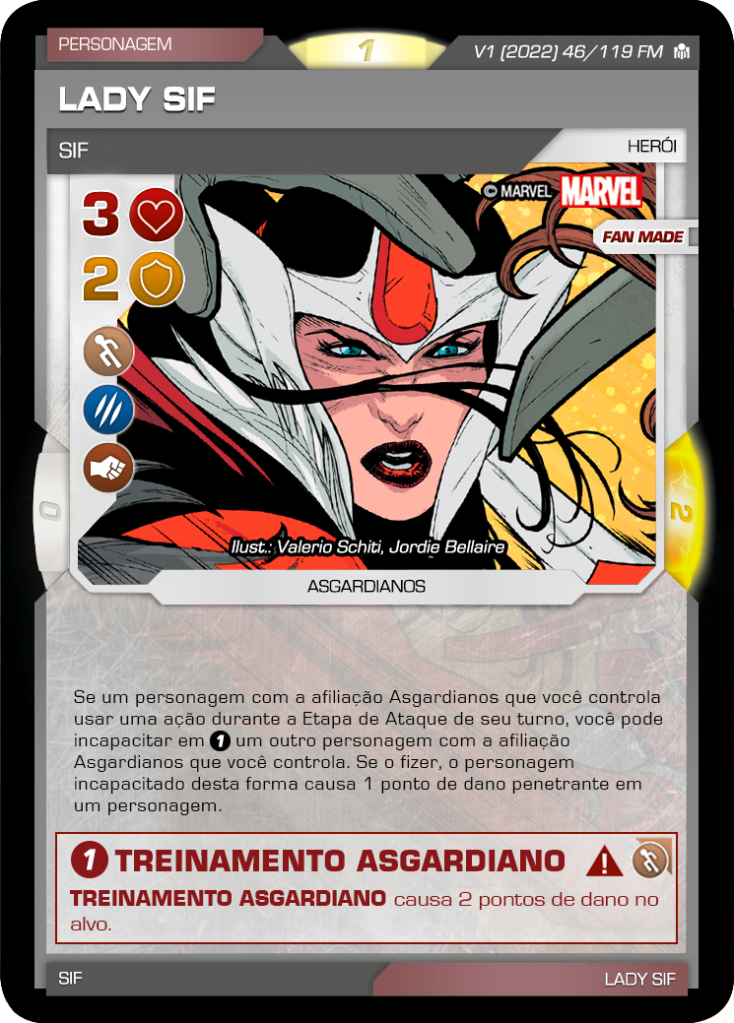 PERSONAGEM
1
V1 (2022) 46/119 FM
LADY SIF
SIF
HERÓI
© MARVEL MARVEL
FAN MADE
3
2
0
2
Ilust.: Valerio Schiti, Jordie Bellaire
ASGARDIANOS
Se um personagem com a afiliação Asgardianos que você controla
usar uma ação durante a Etapa de Ataque de seu turno, você pode
incapacitar em 1 um outro personagem com a afiliação
Asgardianos que você controla. Se o fizer, o personagem
incapacitado desta forma causa 1 ponto de dano penetrante em
um personagem.
1 TREINAMENTO ASGARDIANO
TREINAMENTO ASGARDIANO causa 2 pontos de dano no
alvo.
SIF
LADY SIF